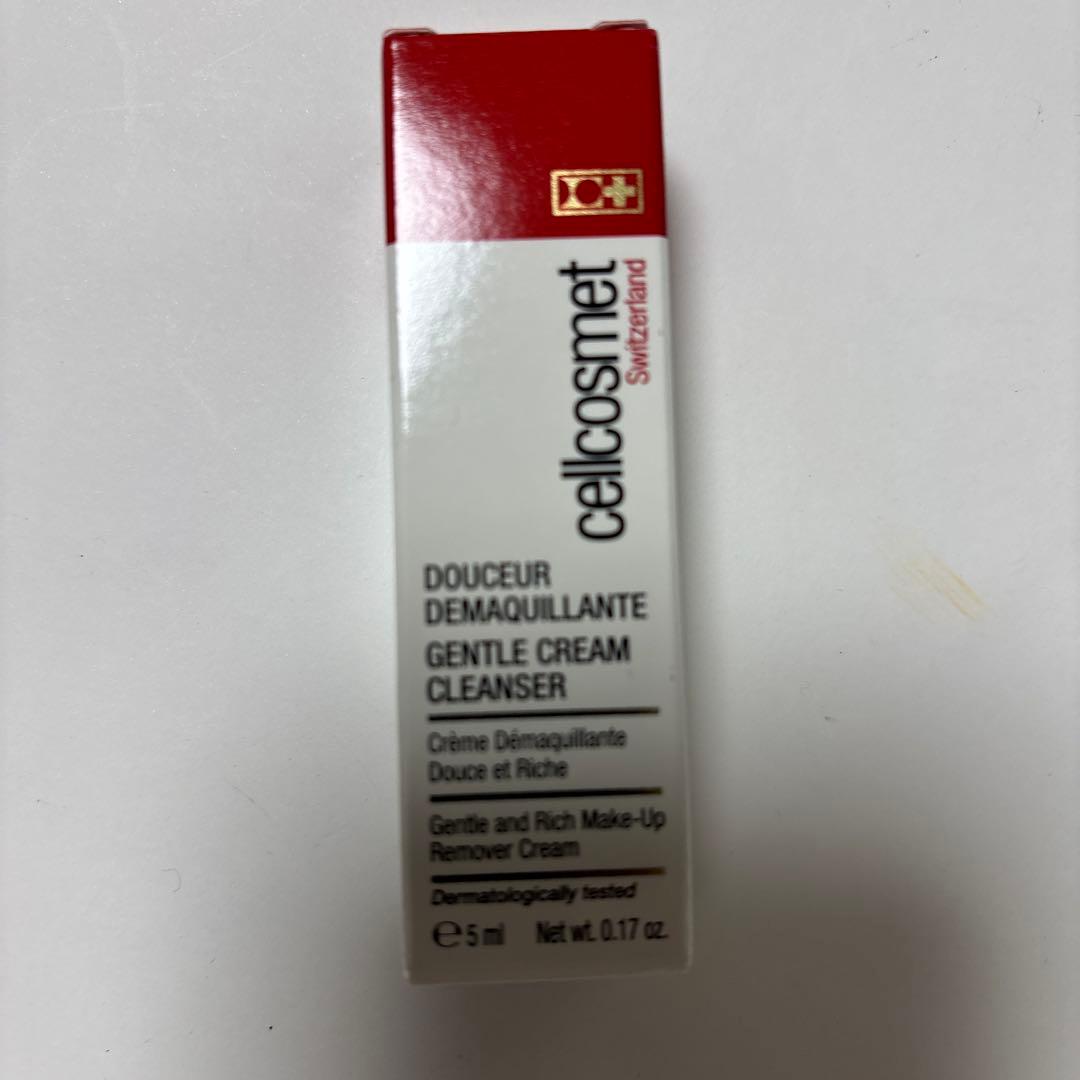 cellcosmet
Switzerland
DOUCEUR
DEMAQUILLANTE
GENTLE CREAM
CLEANSER
Crème Démaquillante
Douce et Riche
Gentle and Rich Make-Up
Remover Cream
Dermatologically tested
℮ 5 ml Net wt. 0.17 oz.